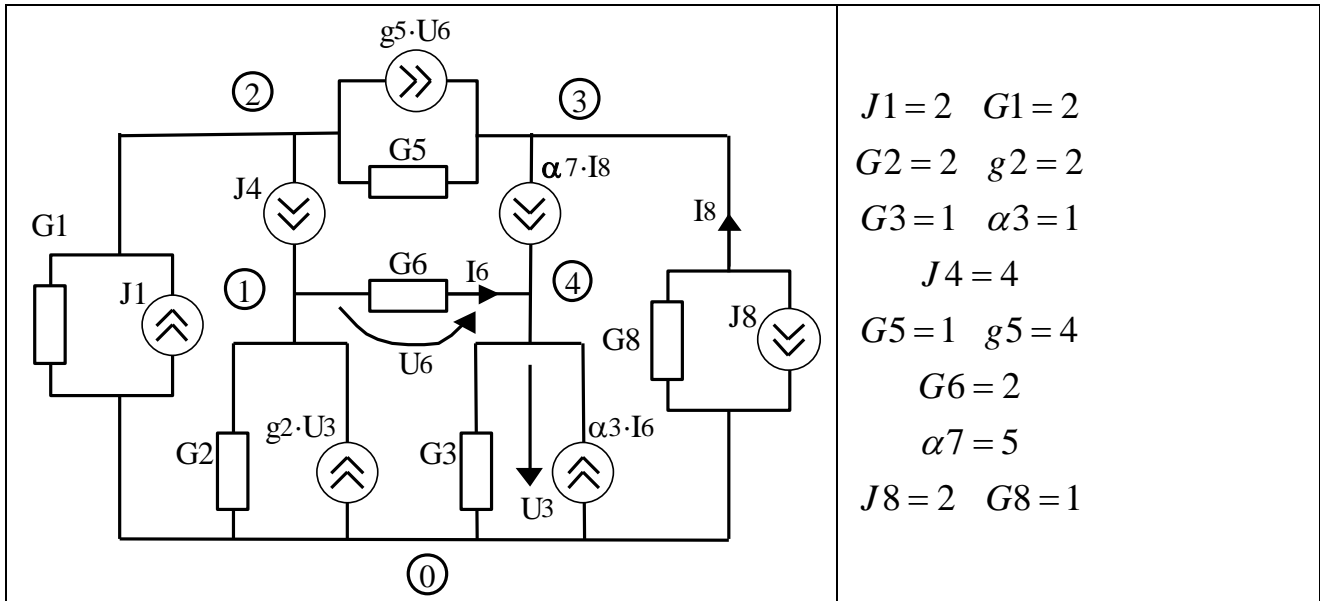 g5·U6
2
3
G5
α7·I8
J4
I8
G1
G6
I6
1
4
J1
J8
G8
U6
g2·U3
α3·I6
G2
G3
U3
0
J1 = 2 G1 = 2
G2 = 2 g2 = 2
G3 = 1 α3 = 1
J4 = 4
G5 = 1 g5 = 4
G6 = 2
α7 = 5
J8 = 2 G8 = 1